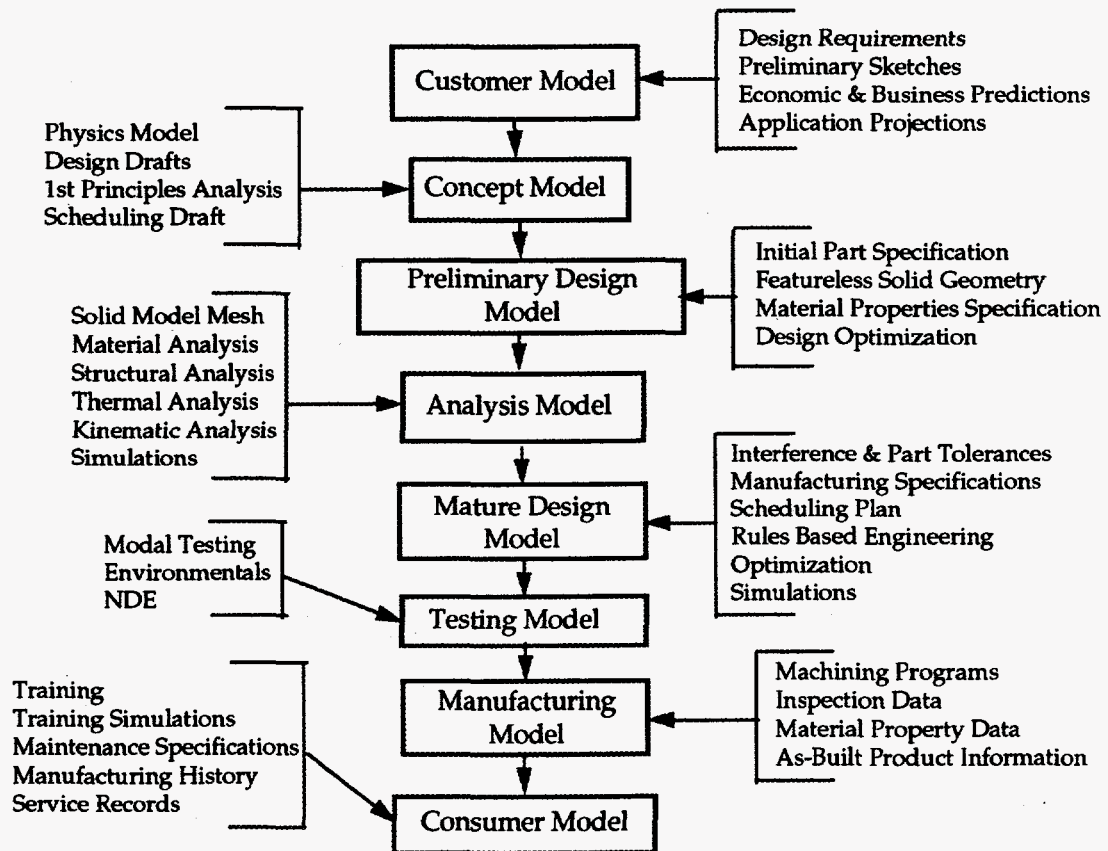 Customer Model
Design Requirements
Preliminary Sketches
Economic & Business Predictions
Application Projections
Physics Model
Design Drafts
1st Principles Analysis
Scheduling Draft
Concept Model
Preliminary Design
Model
Initial Part Specification
Featureless Solid Geometry
Material Properties Specification
Design Optimization
Solid Model Mesh
Material Analysis
Structural Analysis
Thermal Analysis
Kinematic Analysis
Simulations
Analysis Model
Mature Design
Model
Interference & Part Tolerances
Manufacturing Specifications
Scheduling Plan
Rules Based Engineering
Optimization
Simulations
Modal Testing
Environmentals
NDE
Testing Model
Manufacturing
Model
Machining Programs
Inspection Data
Material Property Data
As-Built Product Information
Training
Training Simulations
Maintenance Specifications
Manufacturing History
Service Records
Consumer Model